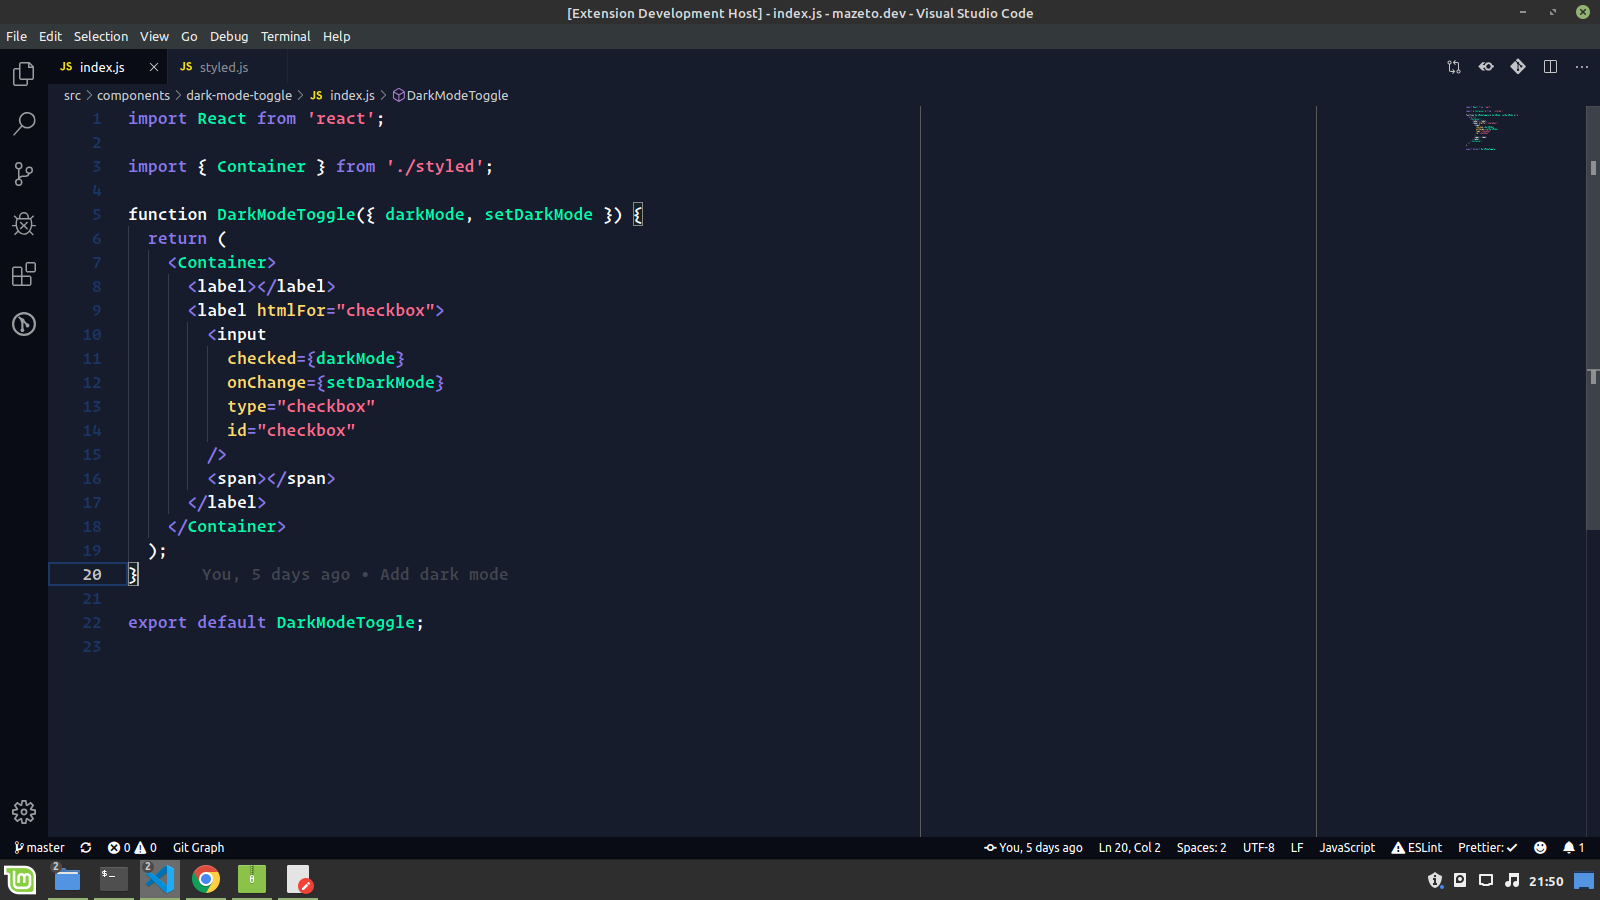 [Extension Development Host] - index.js - mazeto.dev - Visual Studio Code
File Edit Selection View Go Debug Terminal Help
JS index.js JS styled.js
src > components > dark-mode-toggle > JS index.js > DarkModeToggle
1 import React from 'react';
2
3 import { Container } from './styled';
4
5 function DarkModeToggle({ darkMode, setDarkMode }) {
6 return (
7 <Container>
8 <label></label>
9 <label htmlFor="checkbox">
10 <input
11 checked={darkMode}
12 onChange={setDarkMode}
13 type="checkbox"
14 id="checkbox"
15 />
16 <span></span>
17 </label>
18 </Container>
19 );
20 } You, 5 days ago • Add dark mode
21
22 export default DarkModeToggle;
23
master 0 0 Git Graph You, 5 days ago Ln 20, Col 2 Spaces: 2 UTF-8 LF JavaScript ESLint Prettier: ✓ 1
2 $_ 2 21:50